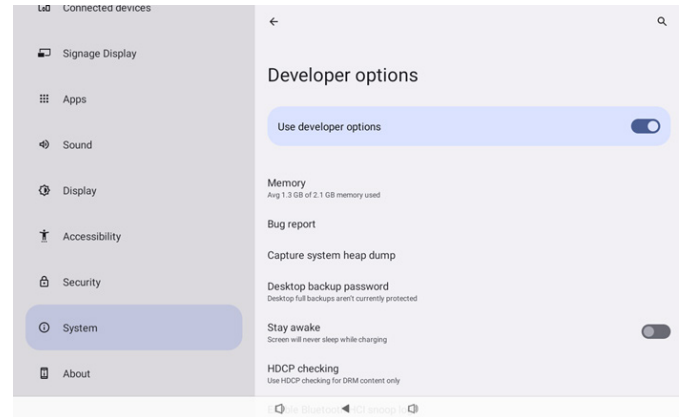 Connected devices
Signage Display
Apps
Sound
Display
Accessibility
Security
System
About
Developer options
Use developer options
Memory
Avg 1.3 GB of 2.1 GB memory used
Bug report
Capture system heap dump
Desktop backup password
Desktop full backups aren't currently protected
Stay awake
Screen will never sleep while charging
HDCP checking
Use HDCP checking for DRM content only
Bluetooth HCI snoop